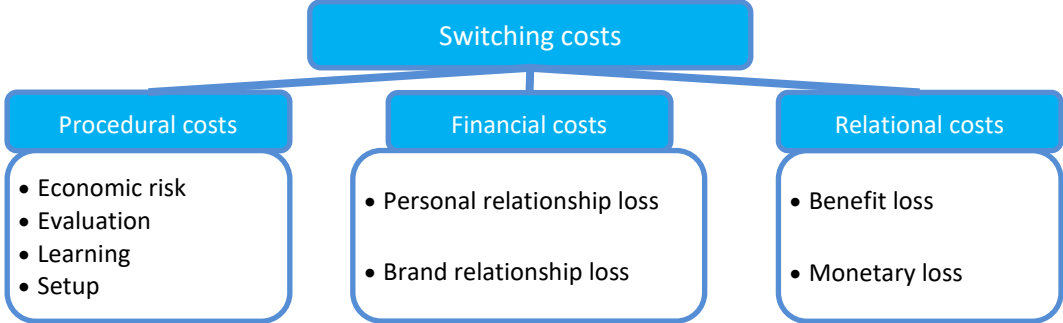 Switching costs
Procedural costs
• Economic risk
• Evaluation
• Learning
• Setup
Financial costs
• Personal relationship loss
• Brand relationship loss
Relational costs
• Benefit loss
• Monetary loss